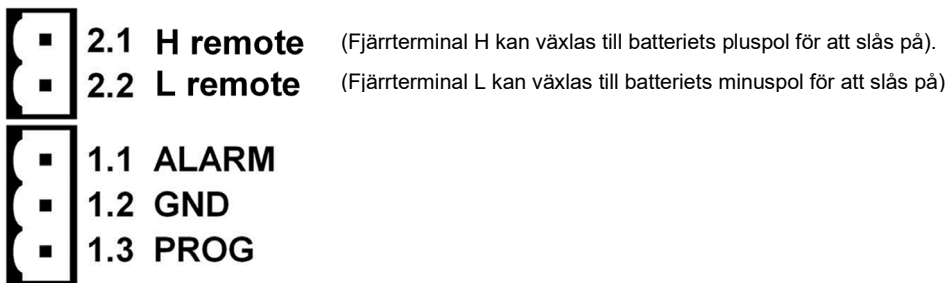 2.1 H remote (Fjärrterminal H kan växlas till batteriets pluspol för att slås på).
2.2 L remote (Fjärrterminal L kan växlas till batteriets minuspol för att slås på)
1.1 ALARM
1.2 GND
1.3 PROG